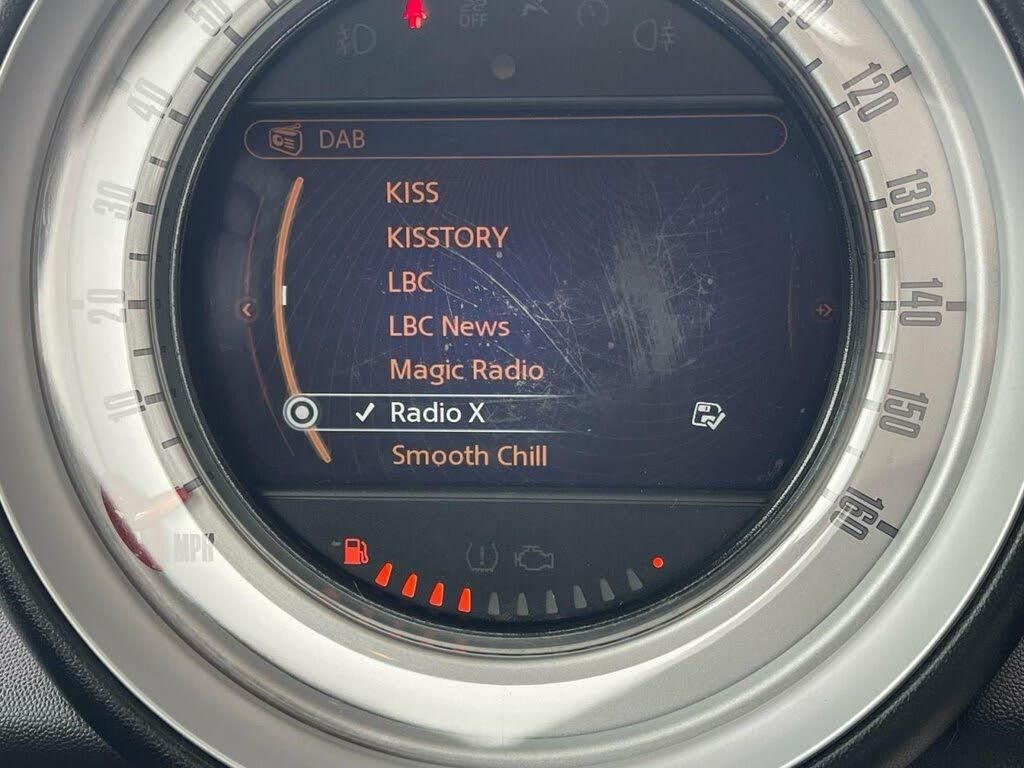 OFF
DAB
KISS
KISSTORY
LBC
LBC News
Magic Radio
Radio X
Smooth Chill
50
40
30
20
10
MPH
120
130
140
150
160